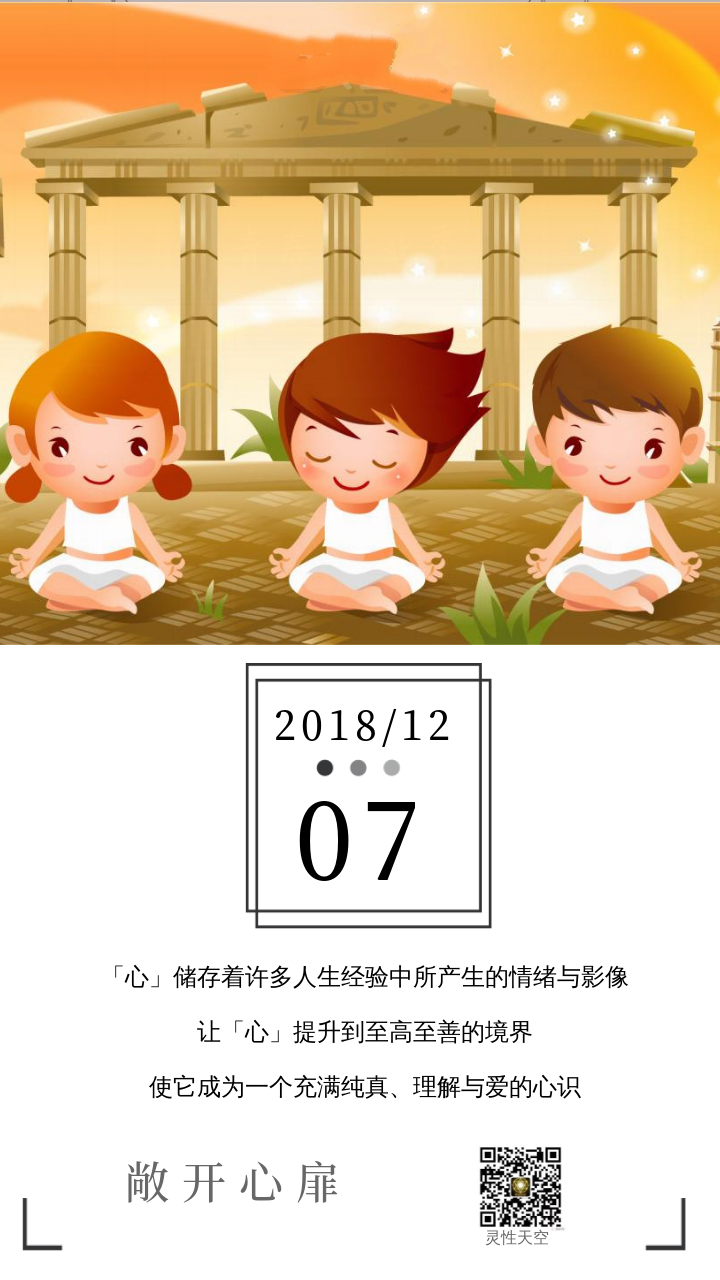 2018/12
07
「心」储存着许多人生经验中所产生的情绪与影像
让「心」提升到至高至善的境界
使它成为一个充满纯真、理解与爱的心识
敞开心扉
灵性天空